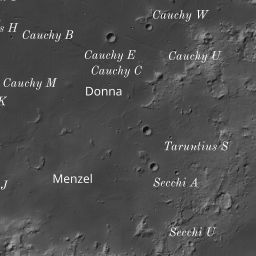 Cauchy W
s H
Cauchy B
Cauchy E
Cauchy U
Cauchy C
Cauchy M
Donna
K
Taruntius S
Menzel
Secchi A
J
Secchi U